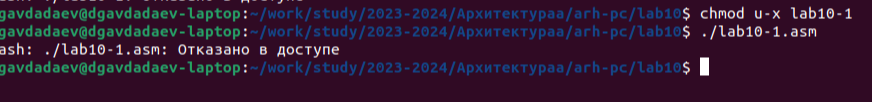 gavdadaev@dgavdadaev-laptop:~/work/study/2023-2024/Архитектураа/arh-pc/lab10$ chmod u-x lab10-1
gavdadaev@dgavdadaev-laptop:~/work/study/2023-2024/Архитектураа/arh-pc/lab10$ ./lab10-1.asm
ash: ./lab10-1.asm: Отказано в доступе
gavdadaev@dgavdadaev-laptop:~/work/study/2023-2024/Архитектураа/arh-pc/lab10$